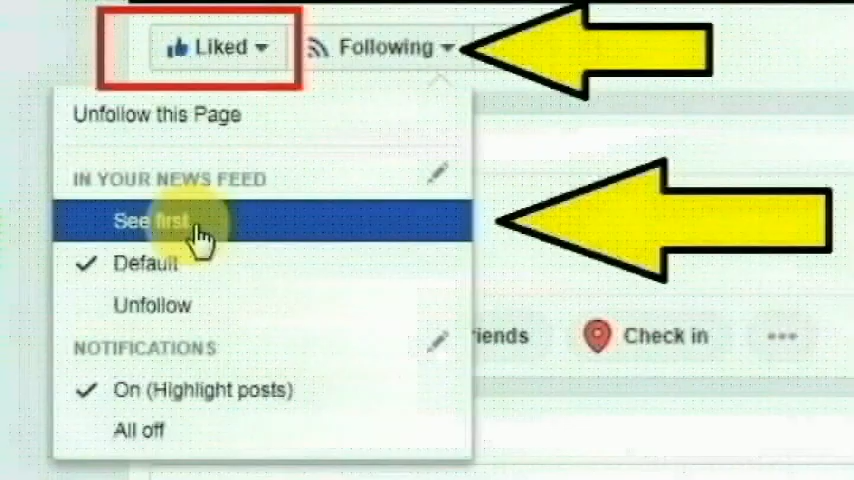 Liked Following
Unfollow this Page
IN YOUR NEWS FEED
See first
Default
Unfollow
NOTIFICATIONS
riends Check in
On (Highlight posts)
All off